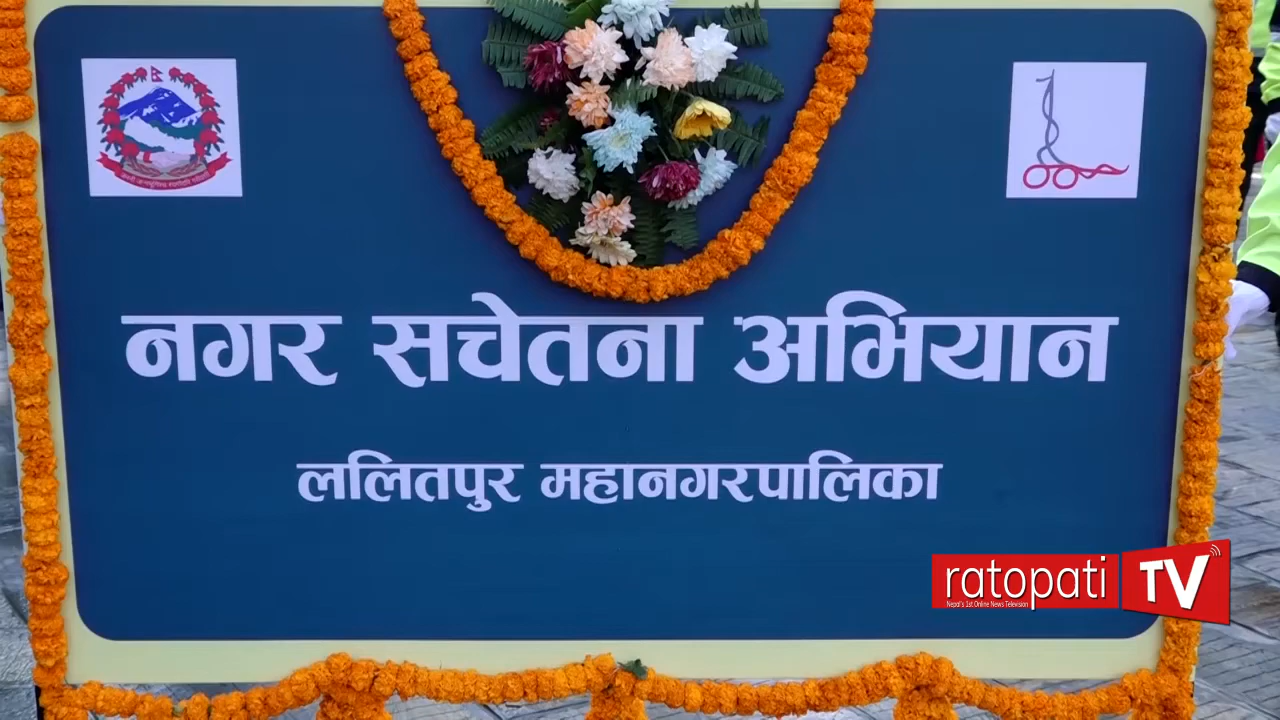 नगर सचेतना अभियान
ललितपुर महानगरपालिका
ratopati TV
Nepal's 1st Online News Television